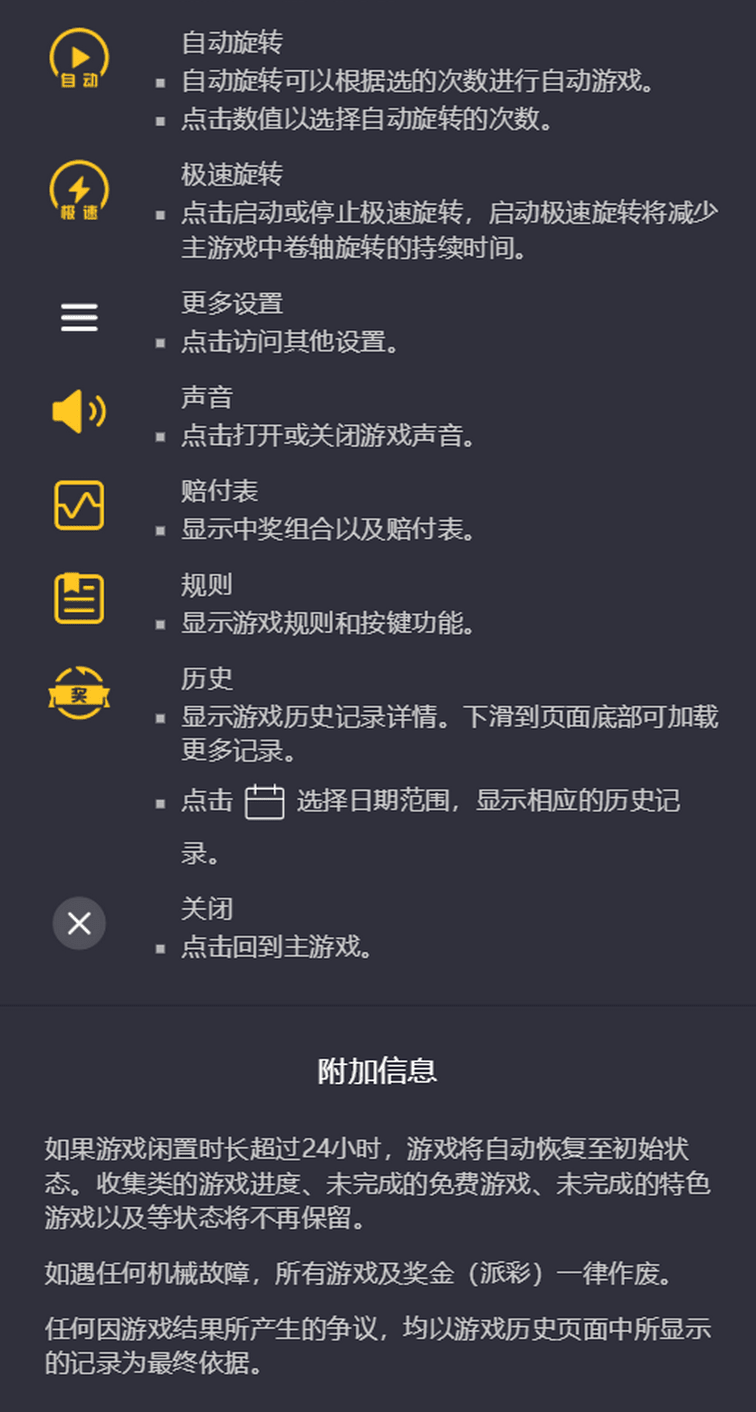 自动旋转
自动
自动旋转可以根据选的次数进行自动游戏。
点击数值以选择自动旋转的次数。
极速旋转
极速
点击启动或停止极速旋转，启动极速旋转将减少
主游戏中卷轴旋转的持续时间。
更多设置
点击访问其他设置。
声音
点击打开或关闭游戏声音。
赔付表
显示中奖组合以及赔付表。
规则
显示游戏规则和按键功能。
历史
奖
显示游戏历史记录详情。下滑到页面底部可加载
更多记录。
点击 选择日期范围，显示相应的历史记
录。
关闭
点击回到主游戏。
附加信息
如果游戏闲置时长超过24小时，游戏将自动恢复至初始状
态。收集类的游戏进度、未完成的免费游戏、未完成的特色
游戏以及等状态将不再保留。
如遇任何机械故障，所有游戏及奖金（派彩）一律作废。
任何因游戏结果所产生的争议，均以游戏历史页面中所显示
的记录为最终依据。